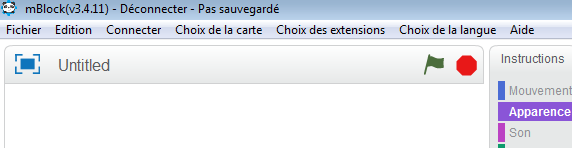 mBlock(v3.4.11) - Déconnecter - Pas sauvegardé
Fichier Edition Connecter Choix de la carte Choix des extensions Choix de la langue Aide
Untitled
Instructions
Mouvement
Apparence
Son